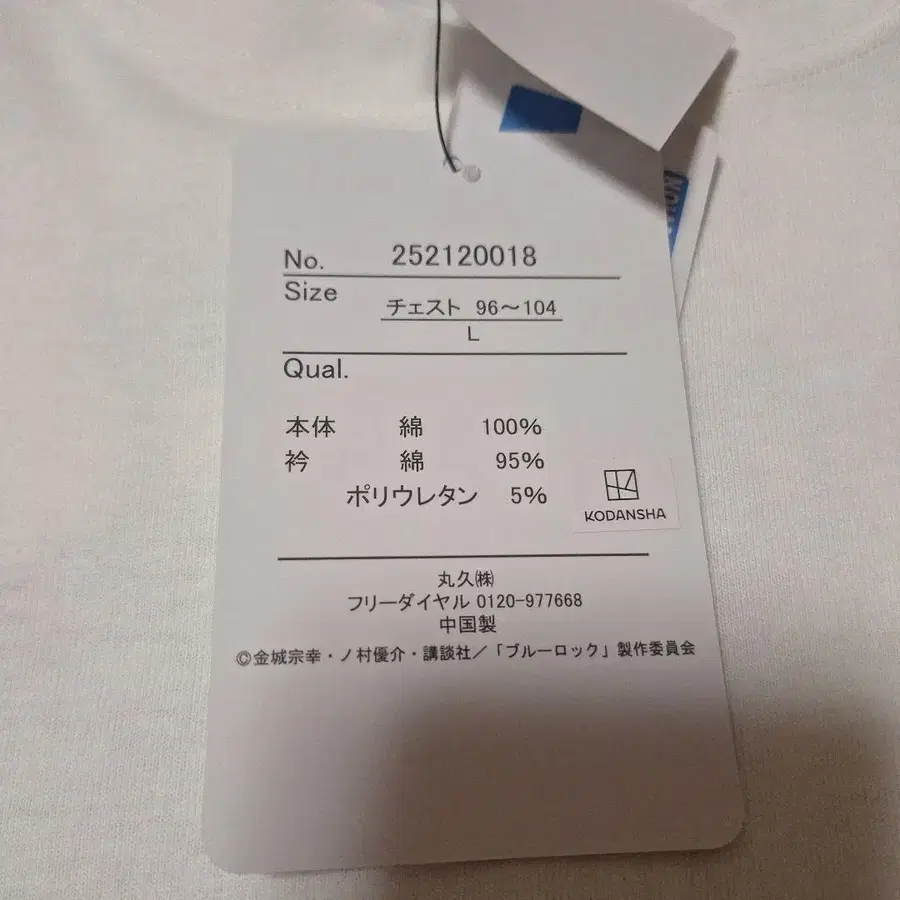 No. 252120018
Size
チェスト 96～104
L
Qual.
本体 綿 100%
衿 綿 95%
ポリウレタン 5%
KODANSHA
丸久㈱
フリーダイヤル 0120-977668
中国製
©金城宗幸・ノ村優介・講談社／「ブルーロック」製作委員会